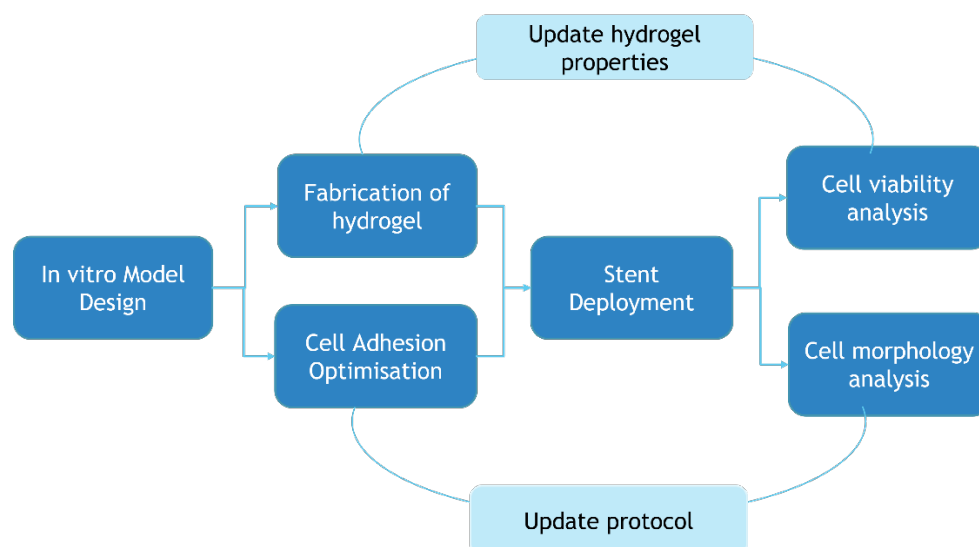 Update hydrogel
properties
Fabrication of
hydrogel
Cell viability
analysis
In vitro Model
Design
Stent
Deployment
Cell Adhesion
Optimisation
Cell morphology
analysis
Update protocol